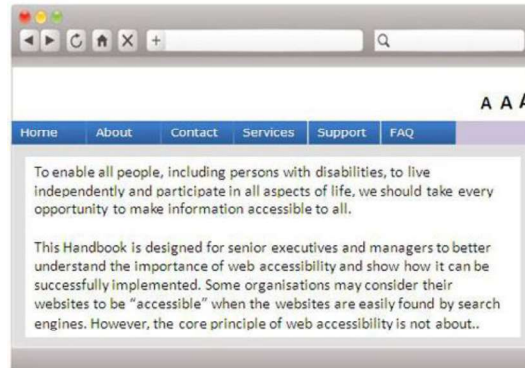 A A A
Home About Contact Services Support FAQ
To enable all people, including persons with disabilities, to live
independently and participate in all aspects of life, we should take every
opportunity to make information accessible to all.
This Handbook is designed for senior executives and managers to better
understand the importance of web accessibility and show how it can be
successfully implemented. Some organisations may consider their
websites to be “accessible” when the websites are easily found by search
engines. However, the core principle of web accessibility is not about..